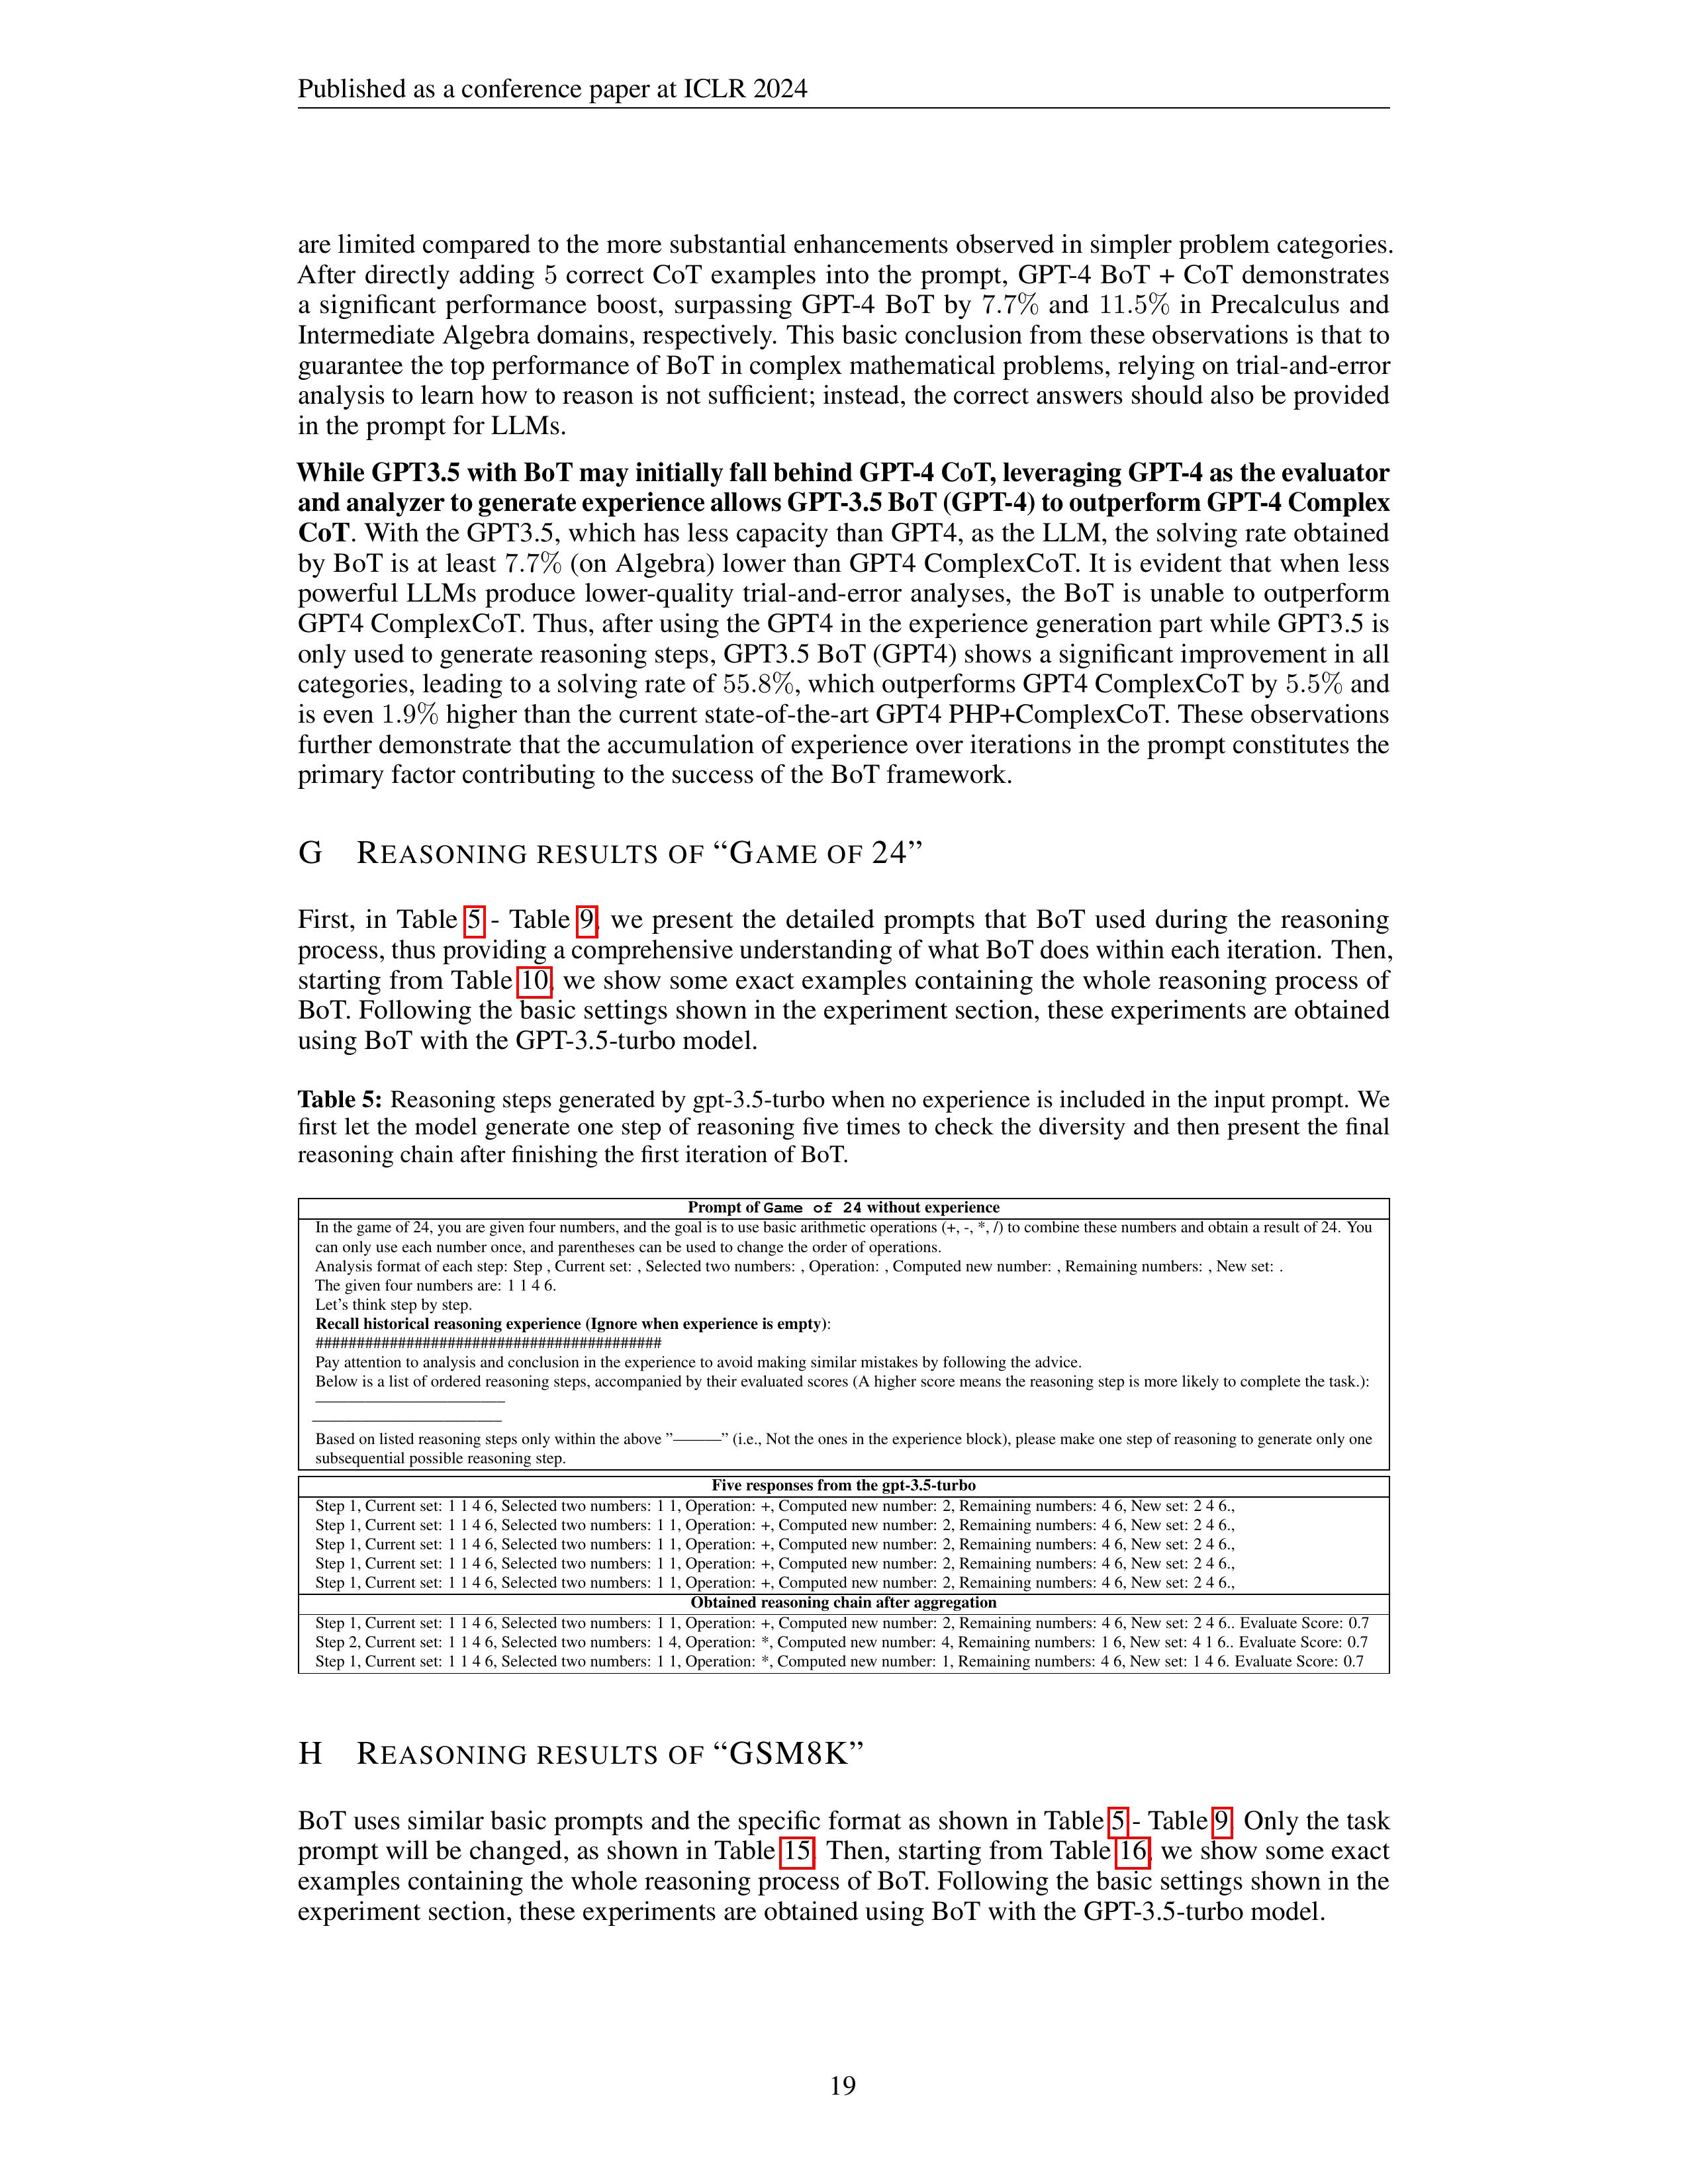 Published as a conference paper at ICLR 2024
are limited compared to the more substantial enhancements observed in simpler problem categories.
After directly adding 5 correct CoT examples into the prompt, GPT-4 BoT + CoT demonstrates
a significant performance boost, surpassing GPT-4 BoT by 7.7% and 11.5% in Precalculus and
Intermediate Algebra domains, respectively. This basic conclusion from these observations is that to
guarantee the top performance of BoT in complex mathematical problems, relying on trial-and-error
analysis to learn how to reason is not sufficient; instead, the correct answers should also be provided
in the prompt for LLMs.
While GPT3.5 with BoT may initially fall behind GPT-4 CoT, leveraging GPT-4 as the evaluator
and analyzer to generate experience allows GPT-3.5 BoT (GPT-4) to outperform GPT-4 Complex
CoT. With the GPT3.5, which has less capacity than GPT4, as the LLM, the solving rate obtained
by BoT is at least 7.7% (on Algebra) lower than GPT4 ComplexCoT. It is evident that when less
powerful LLMs produce lower-quality trial-and-error analyses, the BoT is unable to outperform
GPT4 ComplexCoT. Thus, after using the GPT4 in the experience generation part while GPT3.5 is
only used to generate reasoning steps, GPT3.5 BoT (GPT4) shows a significant improvement in all
categories, leading to a solving rate of 55.8%, which outperforms GPT4 ComplexCoT by 5.5% and
is even 1.9% higher than the current state-of-the-art GPT4 PHP+ComplexCoT. These observations
further demonstrate that the accumulation of experience over iterations in the prompt constitutes the
primary factor contributing to the success of the BoT framework.
G REASONING RESULTS OF “GAME OF 24”
First, in Table 5 - Table 9, we present the detailed prompts that BoT used during the reasoning
process, thus providing a comprehensive understanding of what BoT does within each iteration. Then,
starting from Table 10, we show some exact examples containing the whole reasoning process of
BoT. Following the basic settings shown in the experiment section, these experiments are obtained
using BoT with the GPT-3.5-turbo model.
Table 5: Reasoning steps generated by gpt-3.5-turbo when no experience is included in the input prompt. We
first let the model generate one step of reasoning five times to check the diversity and then present the final
reasoning chain after finishing the first iteration of BoT.
Prompt of Game of 24 without experience
In the game of 24, you are given four numbers, and the goal is to use basic arithmetic operations (+, -, *, /) to combine these numbers and obtain a result of 24. You
can only use each number once, and parentheses can be used to change the order of operations.
Analysis format of each step: Step , Current set: , Selected two numbers: , Operation: , Computed new number: , Remaining numbers: , New set: .
The given four numbers are: 1 1 4 6.
Let’s think step by step.
Recall historical reasoning experience (Ignore when experience is empty):
##########################################
Pay attention to analysis and conclusion in the experience to avoid making similar mistakes by following the advice.
Below is a list of ordered reasoning steps, accompanied by their evaluated scores (A higher score means the reasoning step is more likely to complete the task.):
———————————————
———————————————
Based on listed reasoning steps only within the above ”————” (i.e., Not the ones in the experience block), please make one step of reasoning to generate only one
subsequential possible reasoning step.
Five responses from the gpt-3.5-turbo
Step 1, Current set: 1 1 4 6, Selected two numbers: 1 1, Operation: +, Computed new number: 2, Remaining numbers: 4 6, New set: 2 4 6.,
Step 1, Current set: 1 1 4 6, Selected two numbers: 1 1, Operation: +, Computed new number: 2, Remaining numbers: 4 6, New set: 2 4 6.,
Step 1, Current set: 1 1 4 6, Selected two numbers: 1 1, Operation: +, Computed new number: 2, Remaining numbers: 4 6, New set: 2 4 6.,
Step 1, Current set: 1 1 4 6, Selected two numbers: 1 1, Operation: +, Computed new number: 2, Remaining numbers: 4 6, New set: 2 4 6.,
Step 1, Current set: 1 1 4 6, Selected two numbers: 1 1, Operation: +, Computed new number: 2, Remaining numbers: 4 6, New set: 2 4 6.,
Obtained reasoning chain after aggregation
Step 1, Current set: 1 1 4 6, Selected two numbers: 1 1, Operation: +, Computed new number: 2, Remaining numbers: 4 6, New set: 2 4 6.. Evaluate Score: 0.7
Step 2, Current set: 1 1 4 6, Selected two numbers: 1 4, Operation: *, Computed new number: 4, Remaining numbers: 1 6, New set: 4 1 6.. Evaluate Score: 0.7
Step 1, Current set: 1 1 4 6, Selected two numbers: 1 1, Operation: *, Computed new number: 1, Remaining numbers: 4 6, New set: 1 4 6. Evaluate Score: 0.7
H REASONING RESULTS OF “GSM8K”
BoT uses similar basic prompts and the specific format as shown in Table 5 - Table 9. Only the task
prompt will be changed, as shown in Table 15. Then, starting from Table 16, we show some exact
examples containing the whole reasoning process of BoT. Following the basic settings shown in the
experiment section, these experiments are obtained using BoT with the GPT-3.5-turbo model.
19